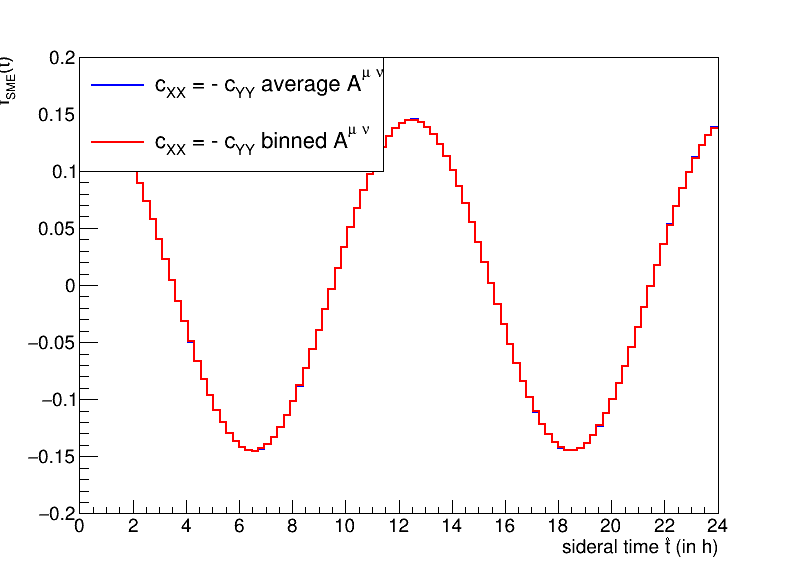 f_SME(t)
c_XX = - c_YY average A^μ ν
c_XX = - c_YY binned A^μ ν
0.2
0.15
0.1
0.05
0
−0.05
−0.1
−0.15
−0.2
0 2 4 6 8 10 12 14 16 18 20 22 24
sideral time t̂ (in h)